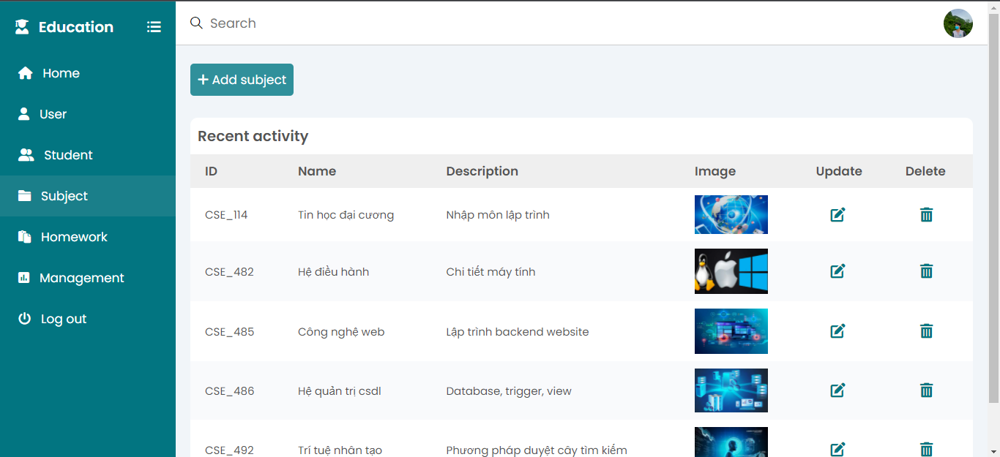 Education
Search
Home
User
Student
Subject
Homework
Management
Log out
Add subject
Recent activity
ID Name Description Image Update Delete
CSE_114 Tin học đại cương Nhập môn lập trình
CSE_482 Hệ điều hành Chi tiết máy tính
CSE_485 Công nghệ web Lập trình backend website
CSE_486 Hệ quản trị csdl Database, trigger, view
CSE_492 Trí tuệ nhân tạo Phương pháp duyệt cây tìm kiếm